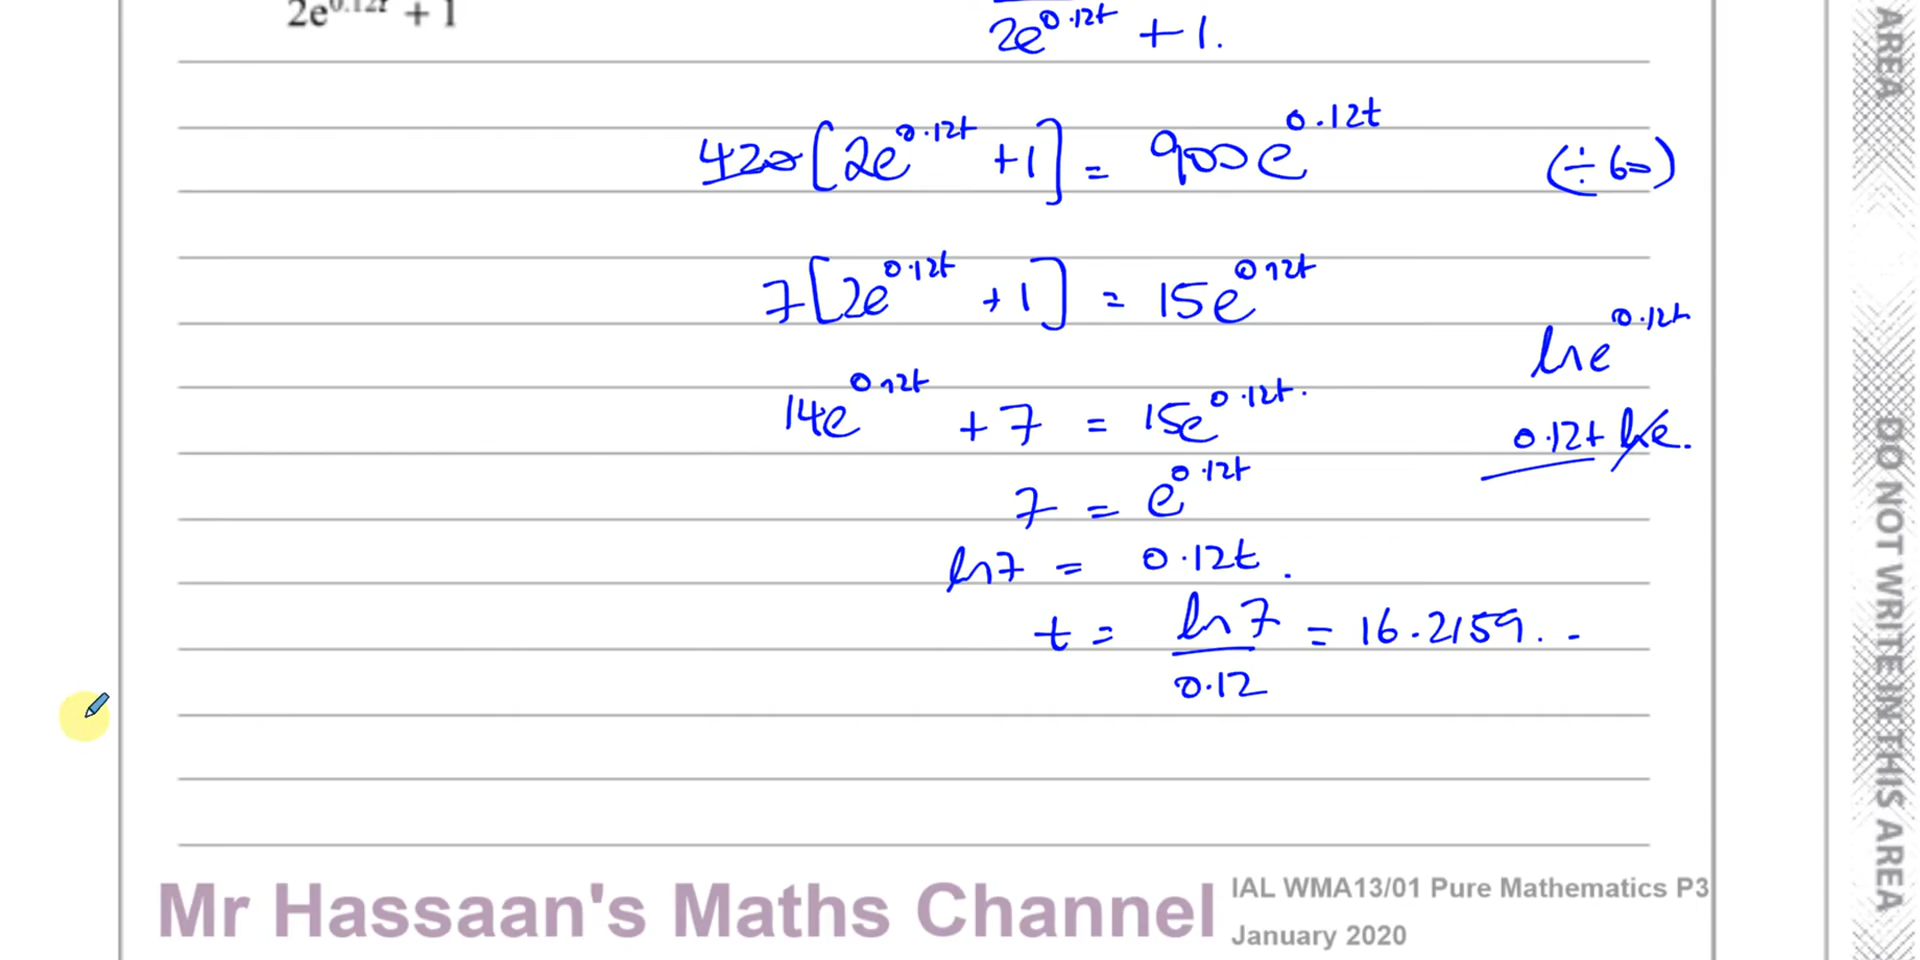 2e^0.12t + 1
2e^0.12t + 1.
420[2e^0.12t + 1] = 900e^0.12t (÷60)
7[2e^0.12t + 1] = 15e^0.12t
ln e^0.12t
14e^0.12t + 7 = 15e^0.12t.
0.12t ln e.
7 = e^0.12t
ln 7 = 0.12t.
t = ln 7 / 0.12 = 16.2159...
Mr Hassaan's Maths Channel
IAL WMA13/01 Pure Mathematics P3
January 2020
AREA
DO NOT WRITE IN THIS AREA